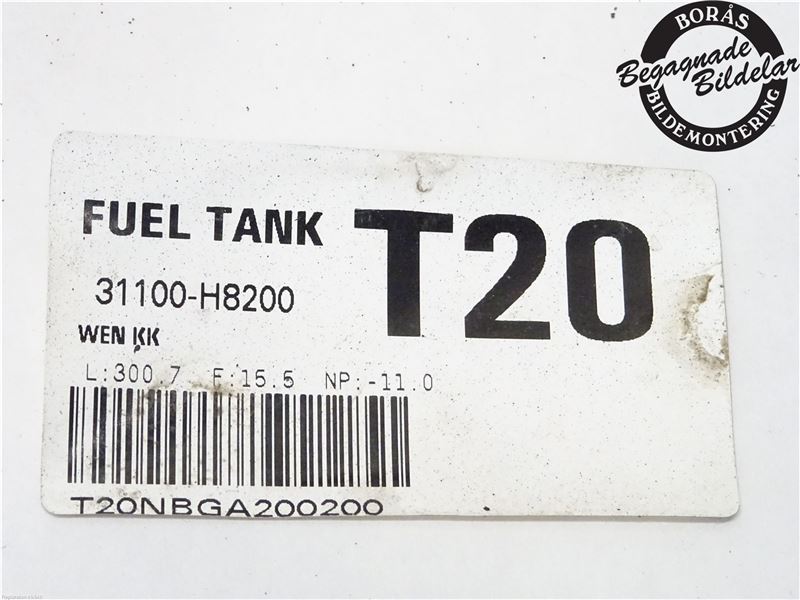 BORÅS
Begagnade
Bildelar
BILDEMONTERING
FUEL TANK
T20
31100-H8200
WEN KK
L:300.7 F:15.5 NP:-11.0
T20NBGA200200